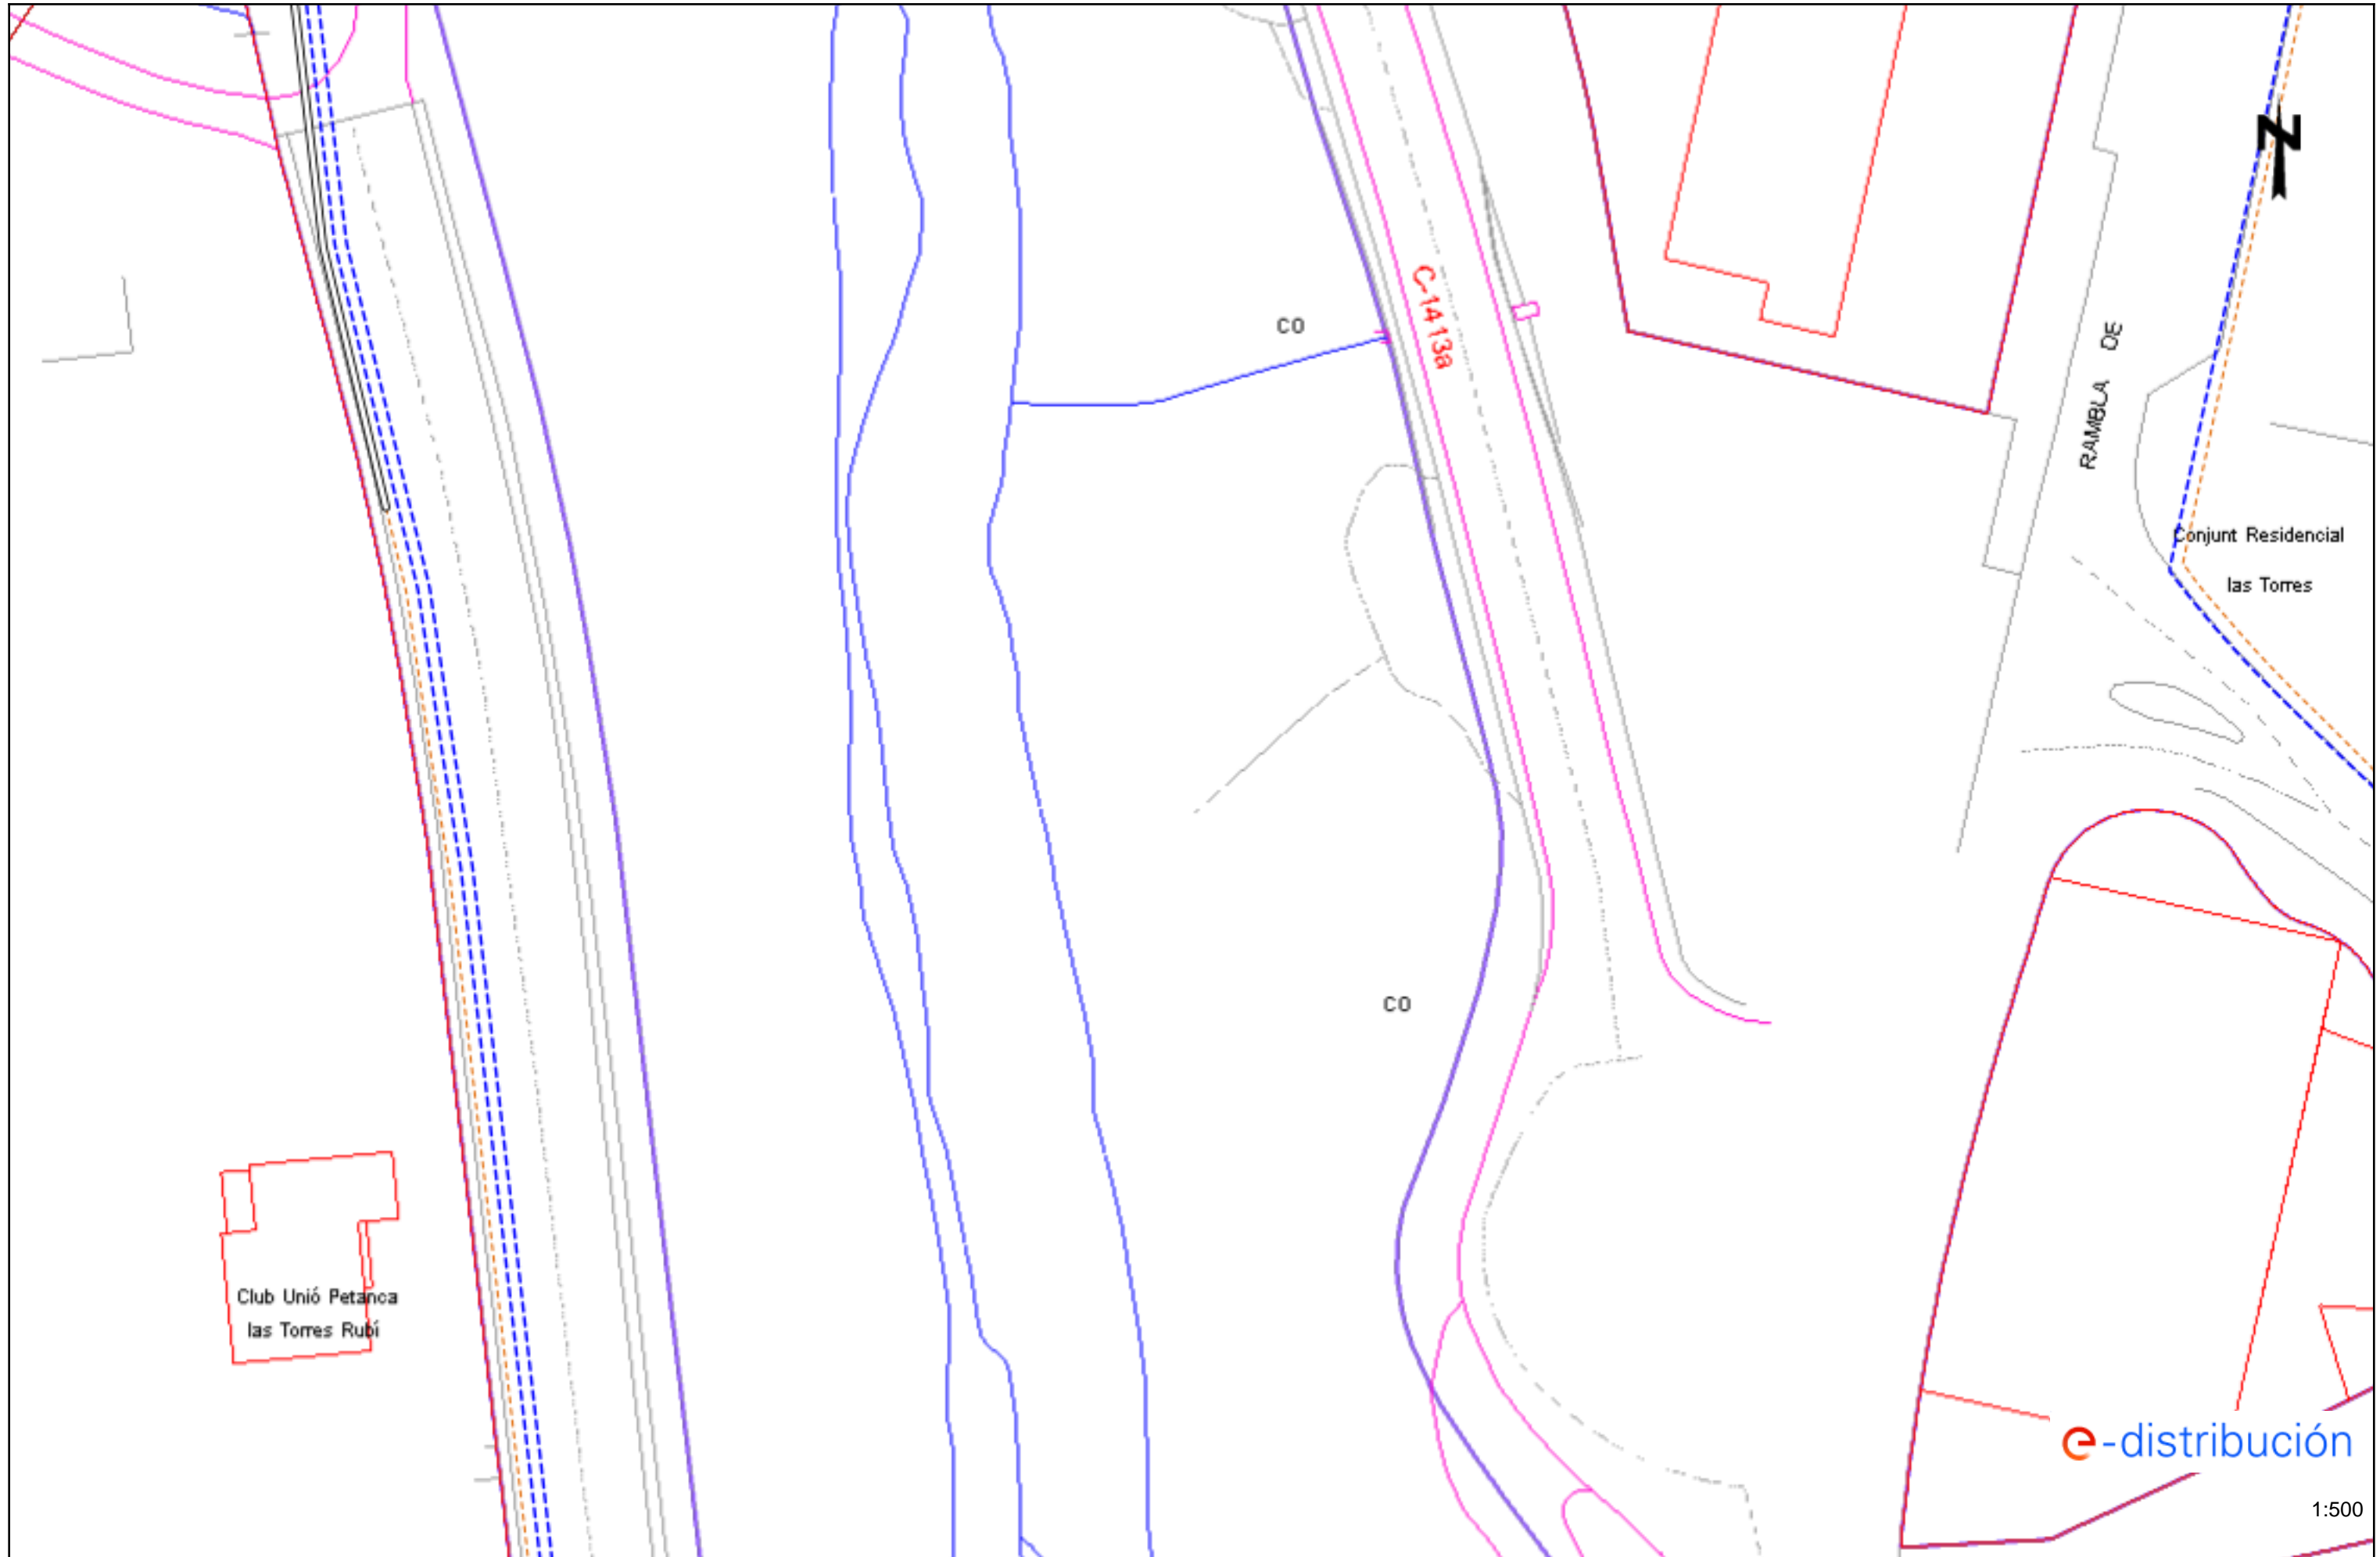 N
C-1413a
CO
RAMBLA DE
Conjunt Residencial
las Torres
CO
Club Unió Petanca
las Torres Rubí
e-distribución
1:500